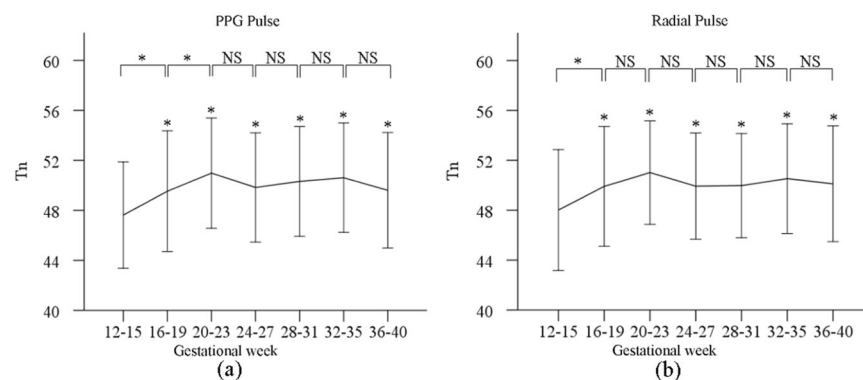 PPG Pulse
60
56
52
48
44
40
Tn
* * NS NS NS NS
* * * * * *
12-15 16-19 20-23 24-27 28-31 32-35 36-40
Gestational week
(a)
Radial Pulse
60
56
52
48
44
40
Tn
* NS NS NS NS NS
* * * * * *
12-15 16-19 20-23 24-27 28-31 32-35 36-40
Gestational week
(b)